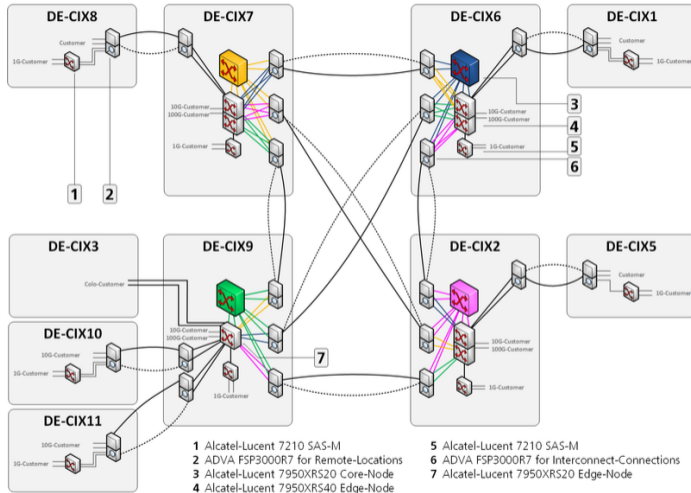 DE-CIX8
Customer
1G-Customer
1
2
DE-CIX7
10G-Customer
100G-Customer
1G-Customer
DE-CIX6
10G-Customer
100G-Customer
1G-Customer
3
4
5
6
DE-CIX1
Customer
1G-Customer
DE-CIX3
Colo-Customer
DE-CIX9
10G-Customer
100G-Customer
1G-Customer
7
DE-CIX2
10G-Customer
100G-Customer
1G-Customer
DE-CIX5
Customer
1G-Customer
DE-CIX10
10G-Customer
1G-Customer
DE-CIX11
10G-Customer
1G-Customer
1 Alcatel-Lucent 7210 SAS-M
2 ADVA FSP3000R7 for Remote-Locations
3 Alcatel-Lucent 7950XRS20 Core-Node
4 Alcatel-Lucent 7950XRS40 Edge-Node
5 Alcatel-Lucent 7210 SAS-M
6 ADVA FSP3000R7 for Interconnect-Connections
7 Alcatel-Lucent 7950XRS20 Edge-Node